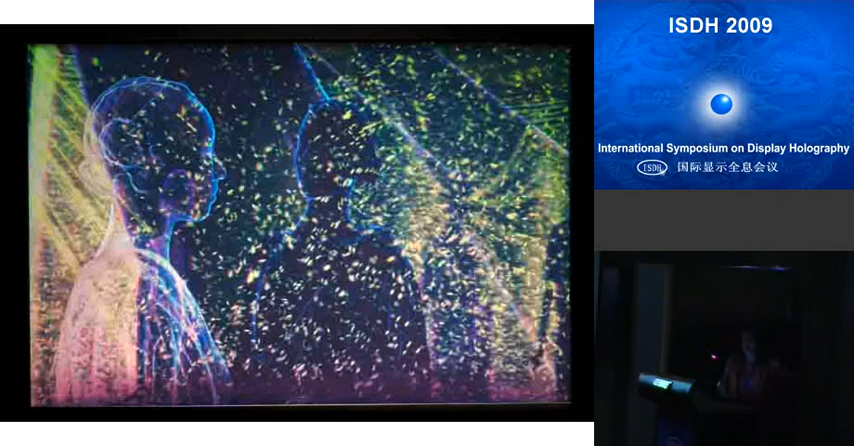 ISDH 2009
International Symposium on Display Holography
ISDH 国际显示全息会议